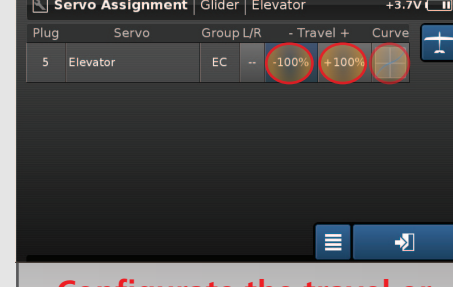 Servo Assignment | Glider | Elevator +3.7V
Plug Servo Group L/R - Travel + Curve
5 Elevator EC -- -100% +100%
Configurate the travel or